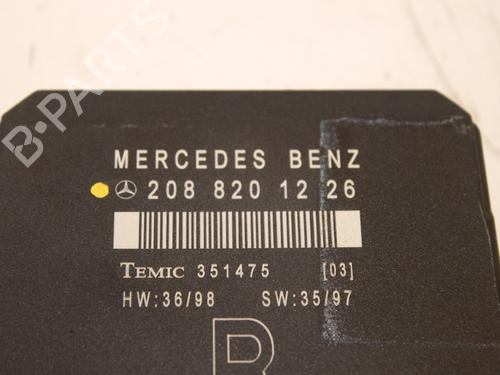 B-PARTS
MERCEDES BENZ
208 820 12 26
TEMIC 351475 [03]
HW:36/98 SW:35/97
R